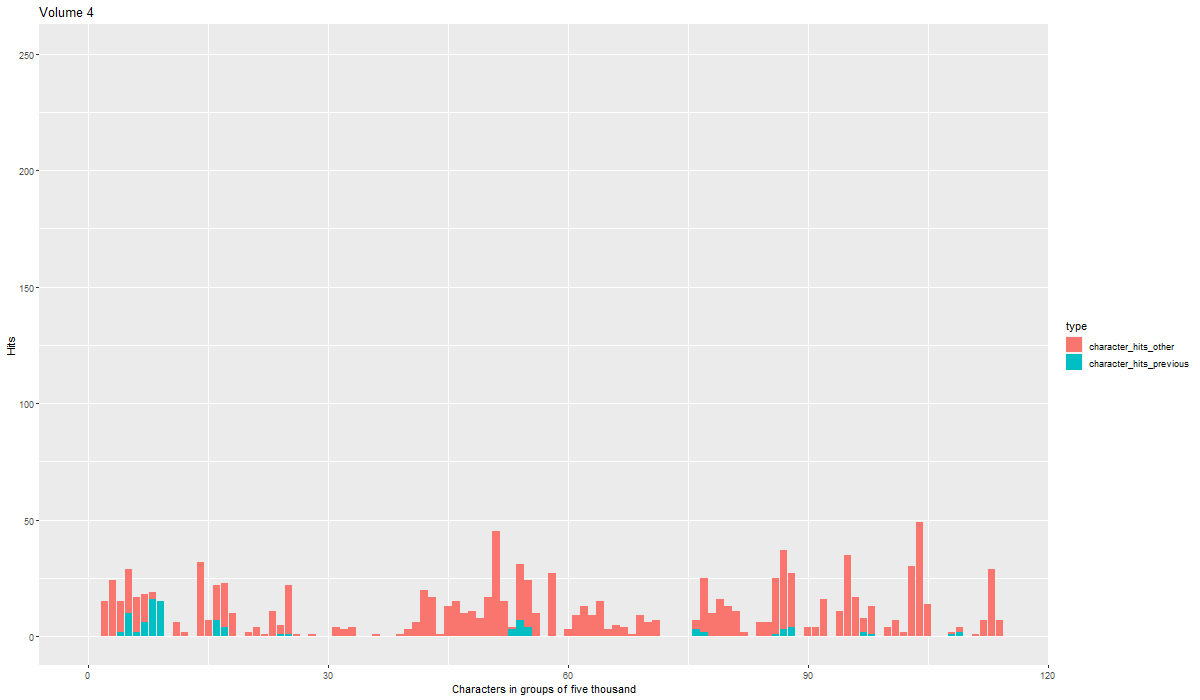 Volume 4
250
200
150
100
50
0
Hits
0
30
60
90
120
Characters in groups of five thousand
type
character_hits_other
character_hits_previous